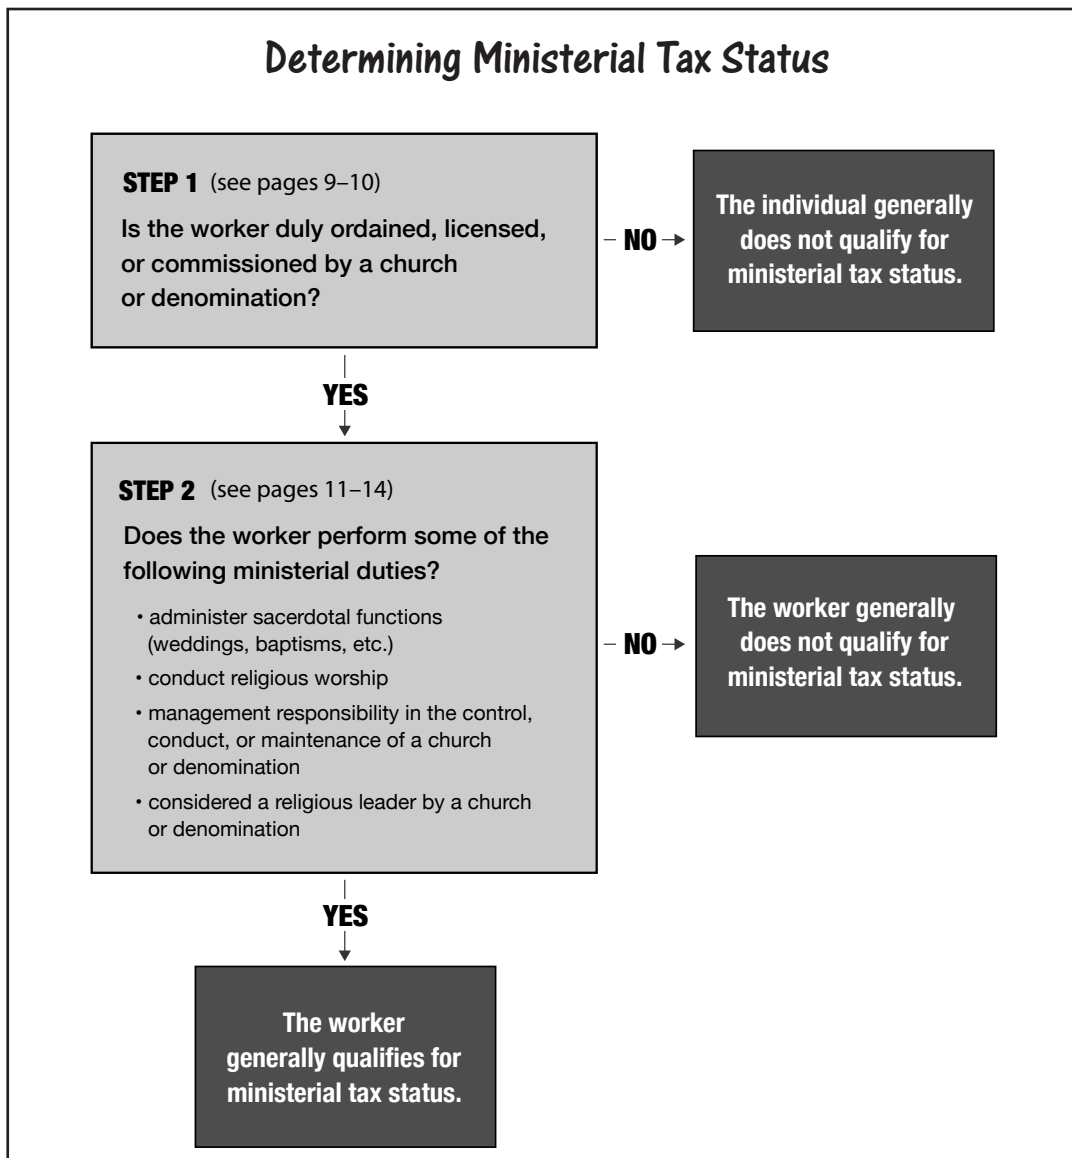 Determining Ministerial Tax Status
STEP 1 (see pages 9–10)
Is the worker duly ordained, licensed,
or commissioned by a church
or denomination?
NO
The individual generally
does not qualify for
ministerial tax status.
YES
STEP 2 (see pages 11–14)
Does the worker perform some of the
following ministerial duties?
• administer sacerdotal functions
(weddings, baptisms, etc.)
• conduct religious worship
• management responsibility in the control,
conduct, or maintenance of a church
or denomination
• considered a religious leader by a church
or denomination
NO
The worker generally
does not qualify for
ministerial tax status.
YES
The worker
generally qualifies for
ministerial tax status.